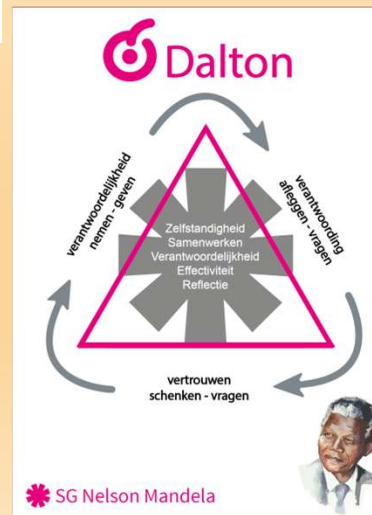 Dalton
verantwoordelijkheid
nemen - geven
verantwoording
afleggen - vragen
Zelfstandigheid
Samenwerken
Verantwoordelijkheid
Effectiviteit
Reflectie
vertrouwen
schenken - vragen
SG Nelson Mandela